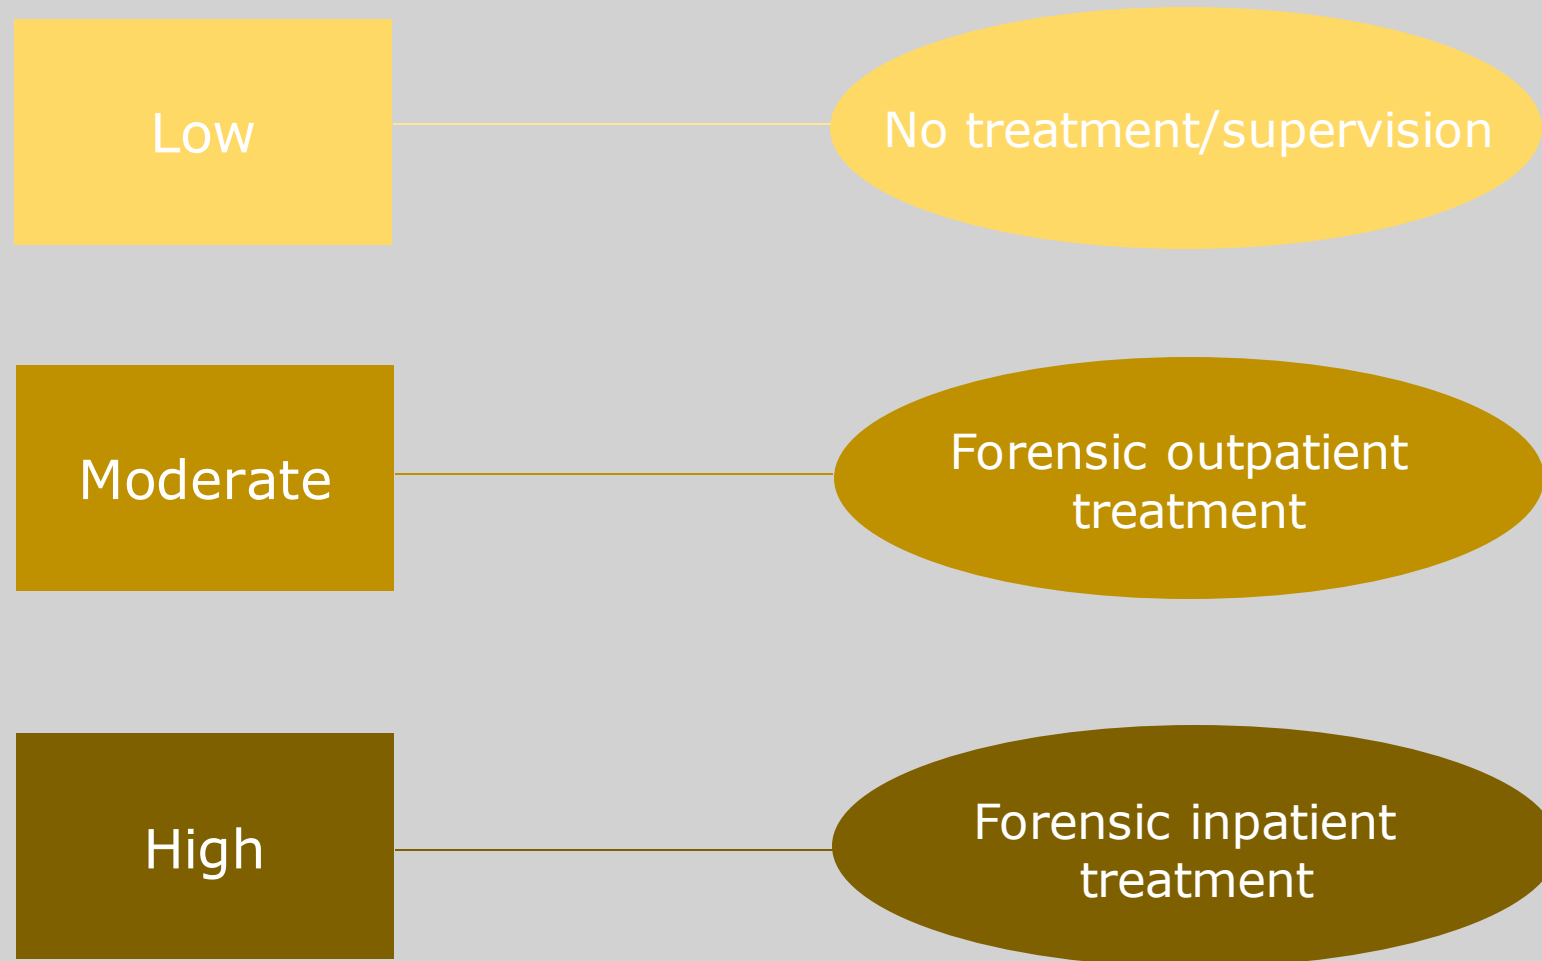 Low
No treatment/supervision
Moderate
Forensic outpatient
treatment
High
Forensic inpatient
treatment